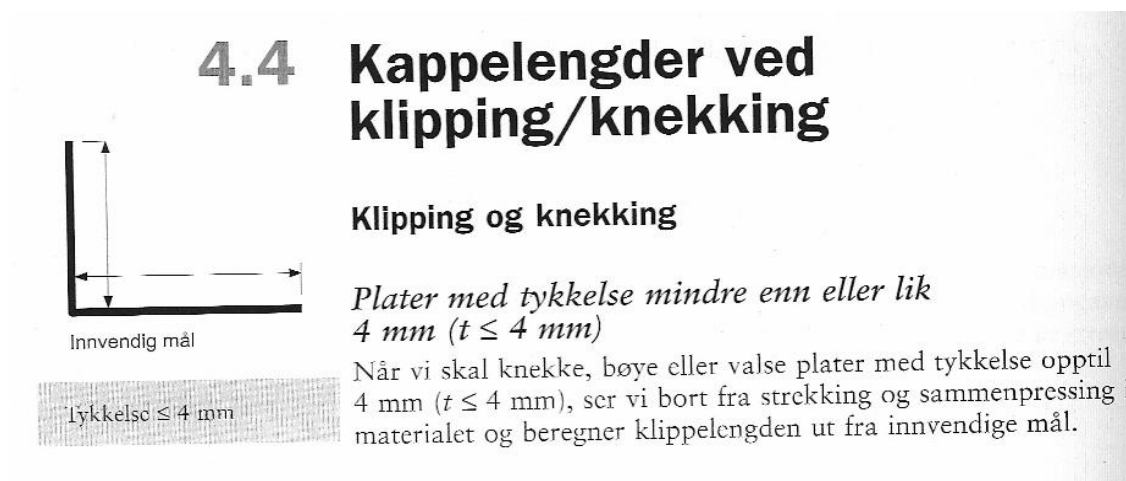 4.4 Kappelengder ved
klipping/knekking
Klipping og knekking
Innvendig mål
Tykkelse ≤ 4 mm
Plater med tykkelse mindre enn eller lik
4 mm (t ≤ 4 mm)
Når vi skal knekke, bøye eller valse plater med tykkelse opptil
4 mm (t ≤ 4 mm), ser vi bort fra strekking og sammenpressing i
materialet og beregner klippelengden ut fra innvendige mål.